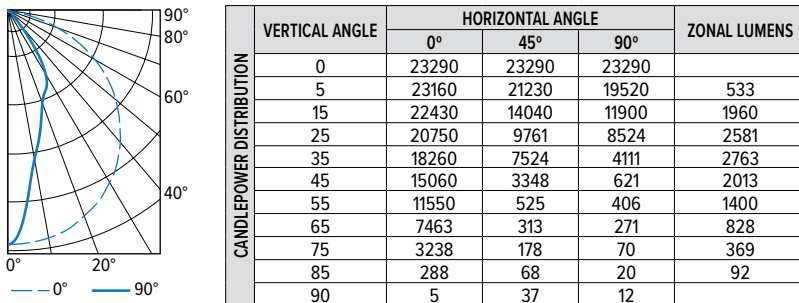 90°
80°
60°
40°
0° 20°
0° 90°
CANDLEPOWER DISTRIBUTION
VERTICAL ANGLE HORIZONTAL ANGLE ZONAL LUMENS
0° 45° 90°
0 23290 23290 23290
5 23160 21230 19520 533
15 22430 14040 11900 1960
25 20750 9761 8524 2581
35 18260 7524 4111 2763
45 15060 3348 621 2013
55 11550 525 406 1400
65 7463 313 271 828
75 3238 178 70 369
85 288 68 20 92
90 5 37 12